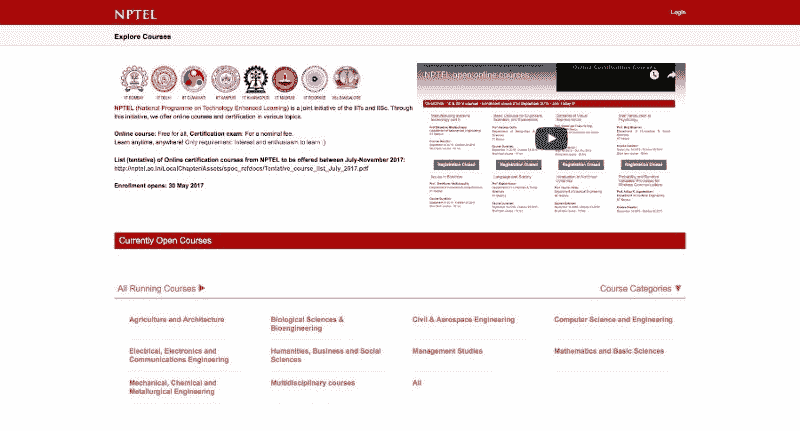 NPTEL
Login
Explore Courses
IIT BOMBAY IIT DELHI IIT GUWAHATI IIT KANPUR IIT KHARAGPUR IIT MADRAS IIT ROORKEE IISc BANGALORE
NPTEL (National Programme on Technology Enhanced Learning) is a joint initiative of the IITs and IISc. Through
this initiative, we offer online courses and certification in various topics.
Online course: Free for all, Certification exam: For a nominal fee.
Learn anytime, anywhere! Only requirement: Interest and enthusiasm to learn :)
List (tentative) of Online certification courses from NPTEL to be offered between July-November 2017:
http://nptel.ac.in/LocalChapter/Assets/spoc_refdocs/Tentative_course_list_July_2017.pdf
Enrollment opens: 30 May 2017
NPTEL open online courses
Online Certification Courses
Registration Closed Registration Closed Registration Closed Registration Closed
Language and Society
Currently Open Courses
All Running Courses
Course Categories
Agriculture and Architecture
Biological Sciences &
Bioengineering
Civil & Aerospace Engineering
Computer Science and Engineering
Electrical, Electronics and
Communications Engineering
Humanities, Business and Social
Sciences
Management Studies
Mathematics and Basic Sciences
Mechanical, Chemical and
Metallurgical Engineering
Multidisciplinary courses
All